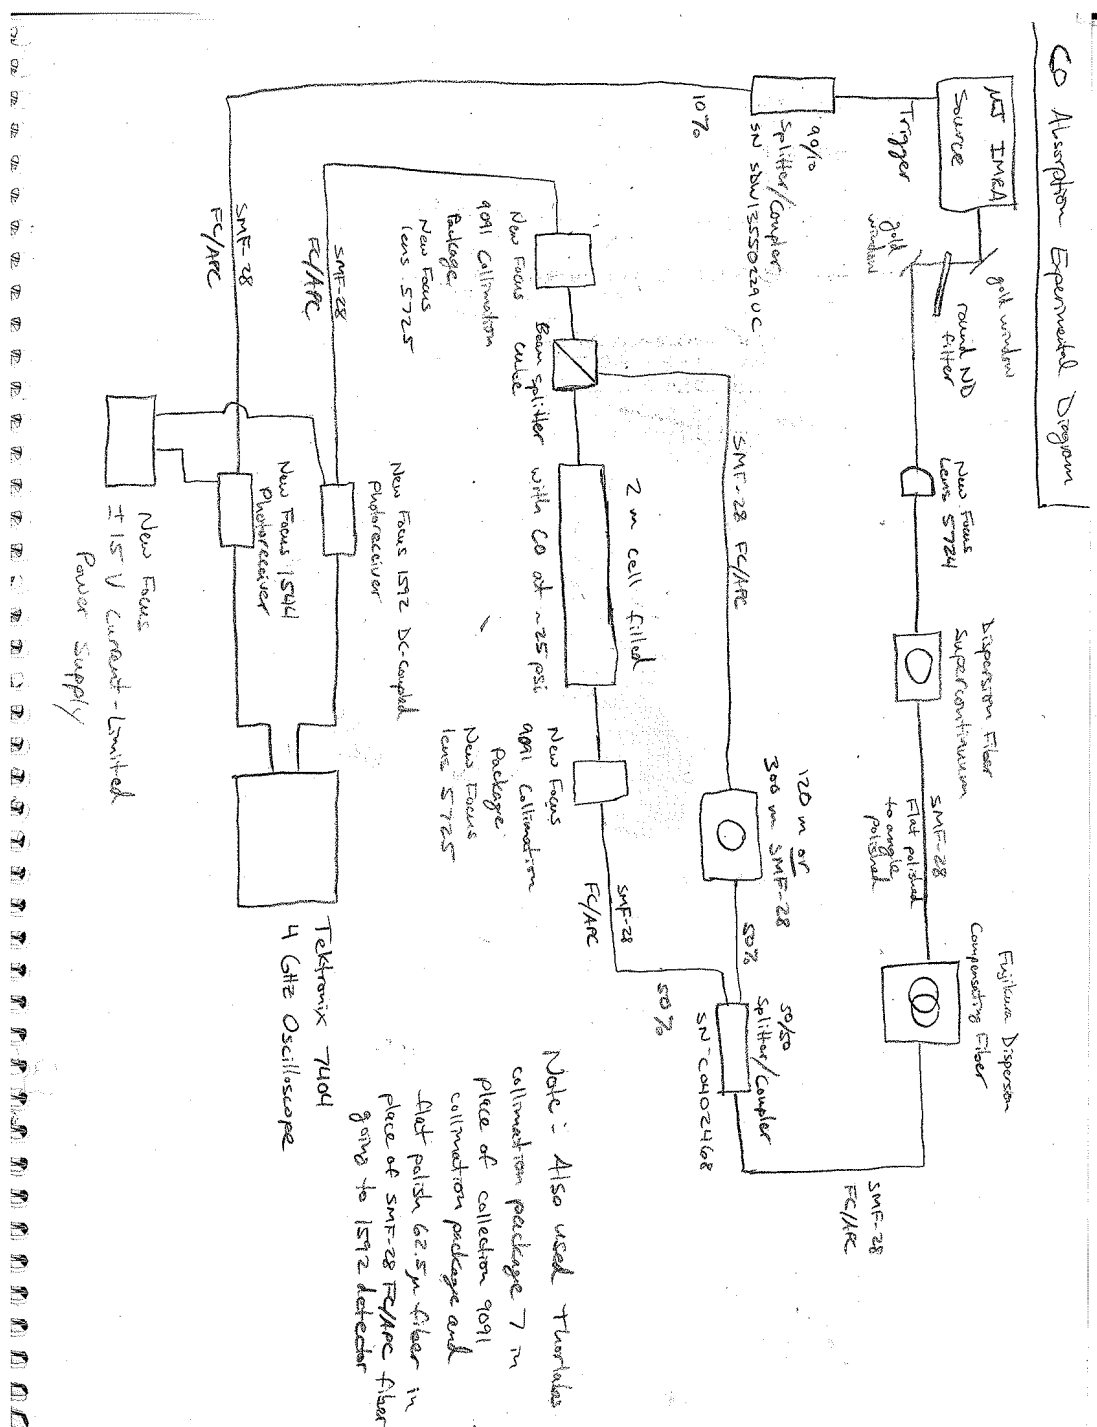 CO Absorption Experimental Diagram
μJ IMRA
Source
Trigger
gold
window
gold window
round ND
filter
New Focus
Lens 5724
Dispersion Fiber
Supercontinuum
SMF-28
Flat polished
to angle
polished
Fujikura Disperson
Compensating Fiber
SMF-28
FC/APC
90/10
Splitter/Coupler
SN SDW13550229UC
10%
SMF-28 FC/APC
120 m or
300 m SMF-28
50%
50/50
Splitter/Coupler
SN-C0402468
New Focus
9091 Collimation
Package
New Focus
lens 5725
Beam splitter
cube
2 m cell filled
with CO at ~25 psi
New Focus
9091 Collimation
Package
New Focus
lens 5725
SMF-28
FC/APC
50%
SMF-28
FC/APC
SMF-28
FC/APC
New Focus 1592 DC-coupled
photoreceiver
New Focus 1544
Photoreceiver
New Focus
±15 V Current-Limited
Power Supply
Tektronix 7404
4 GHz Oscilloscope
Note: Also used Thorlabs
collimation package 7 in
place of collection 9091
collimation package and
flat polish 62.5μ fiber in
place of SMF-28 FC/APC fiber
going to 1592 detector